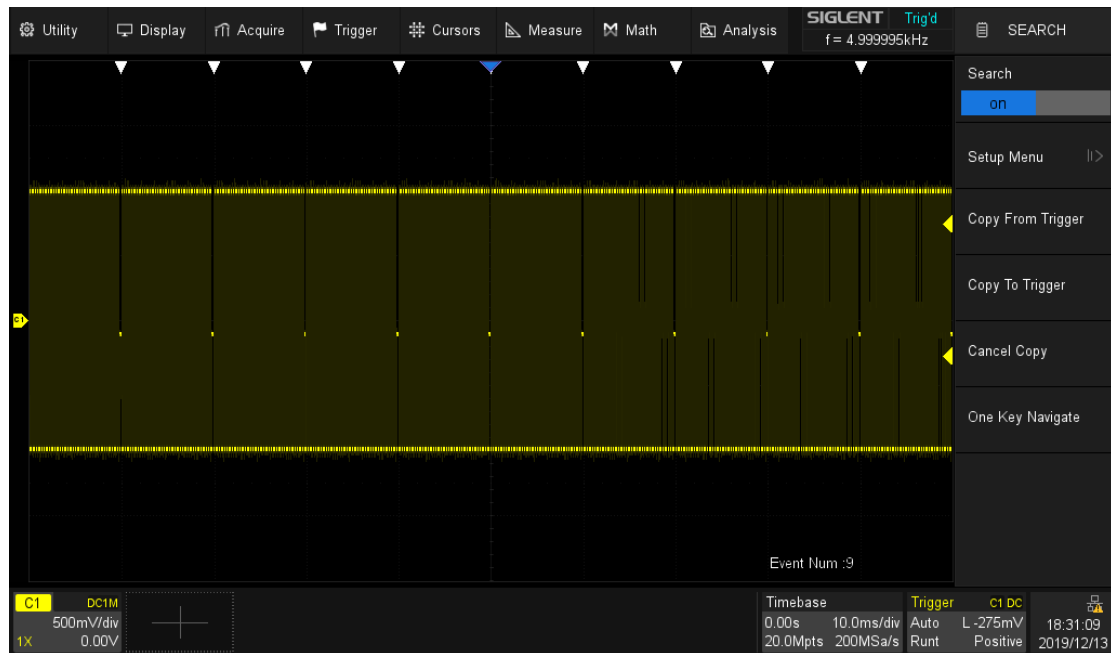 Utility Display Acquire Trigger Cursors Measure Math Analysis SIGLENT Trig'd SEARCH
f = 4.999995kHz
Search
on
Setup Menu
Copy From Trigger
C1
Copy To Trigger
Cancel Copy
One Key Navigate
Event Num :9
C1 DC1M Timebase Trigger C1 DC
500mV/div 0.00s 10.0ms/div Auto L -275mV 18:31:09
1X 0.00V 20.0Mpts 200MSa/s Runt Positive 2019/12/13